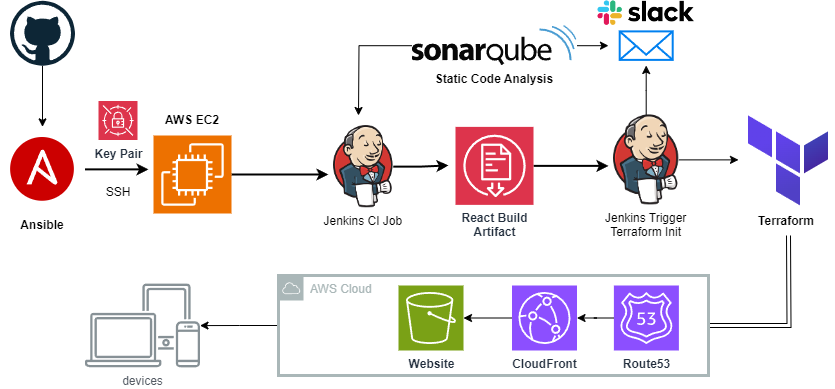 slack
sonarqube
Static Code Analysis
AWS EC2
Key Pair
SSH
Ansible
Jenkins CI Job
React Build
Artifact
Jenkins Trigger
Terraform Init
Terraform
AWS Cloud
53
Website
CloudFront
Route53
devices